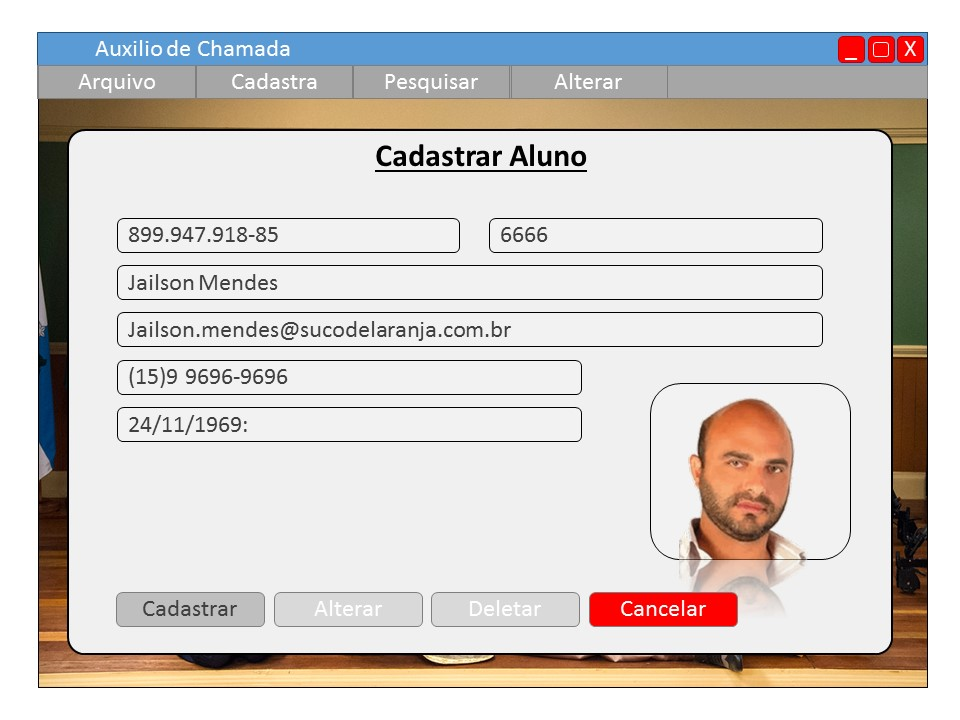 Auxilio de Chamada
_ X
Arquivo Cadastra Pesquisar Alterar
Cadastrar Aluno
899.947.918-85 6666
Jailson Mendes
Jailson.mendes@sucodelaranja.com.br
(15)9 9696-9696
24/11/1969:
Cadastrar Alterar Deletar Cancelar